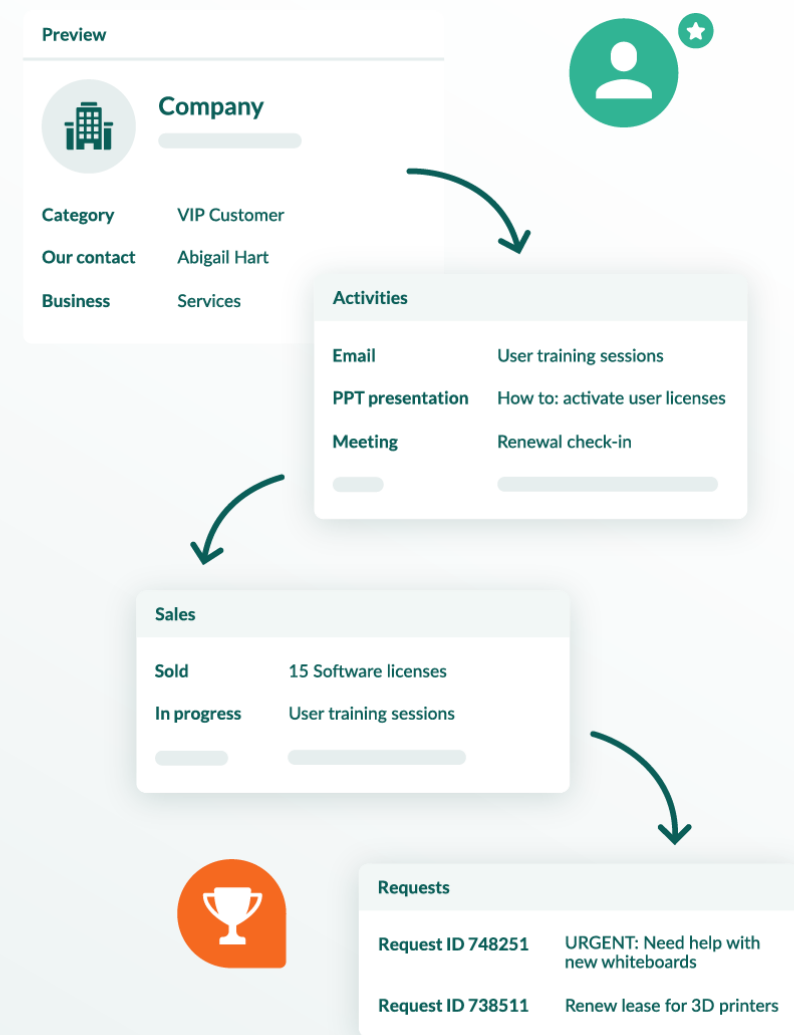 Preview
Company
Category VIP Customer
Our contact Abigail Hart
Business Services
Activities
Email User training sessions
PPT presentation How to: activate user licenses
Meeting Renewal check-in
Sales
Sold 15 Software licenses
In progress User training sessions
Requests
Request ID 748251 URGENT: Need help with
new whiteboards
Request ID 738511 Renew lease for 3D printers